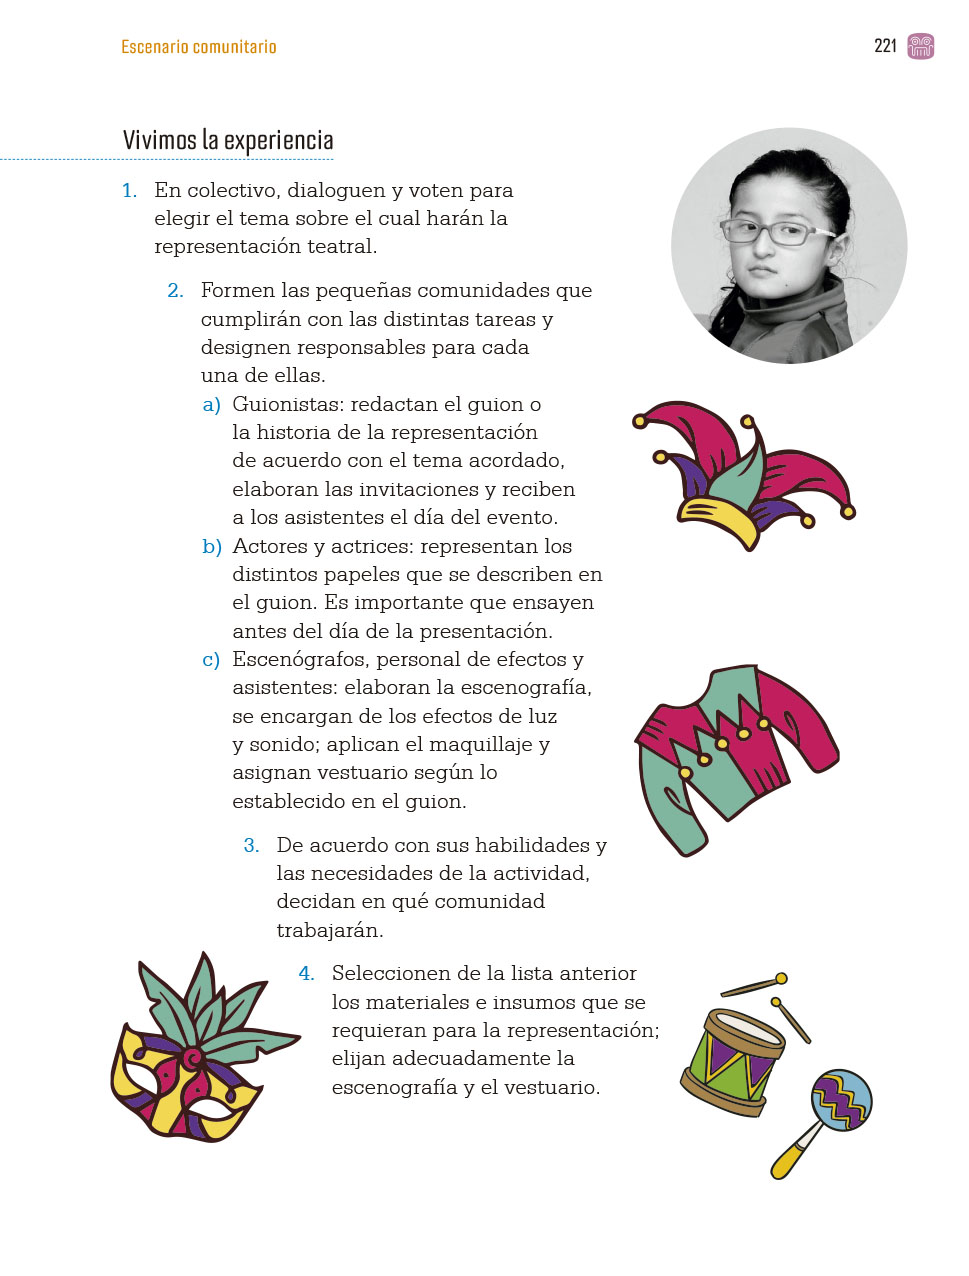 Escenario comunitario
221
Vivimos la experiencia
1. En colectivo, dialoguen y voten para
elegir el tema sobre el cual harán la
representación teatral.
2. Formen las pequeñas comunidades que
cumplirán con las distintas tareas y
designen responsables para cada
una de ellas.
a) Guionistas: redactan el guion o
la historia de la representación
de acuerdo con el tema acordado,
elaboran las invitaciones y reciben
a los asistentes el día del evento.
b) Actores y actrices: representan los
distintos papeles que se describen en
el guion. Es importante que ensayen
antes del día de la presentación.
c) Escenógrafos, personal de efectos y
asistentes: elaboran la escenografía,
se encargan de los efectos de luz
y sonido; aplican el maquillaje y
asignan vestuario según lo
establecido en el guion.
3. De acuerdo con sus habilidades y
las necesidades de la actividad,
decidan en qué comunidad
trabajarán.
4. Seleccionen de la lista anterior
los materiales e insumos que se
requieran para la representación;
elijan adecuadamente la
escenografía y el vestuario.